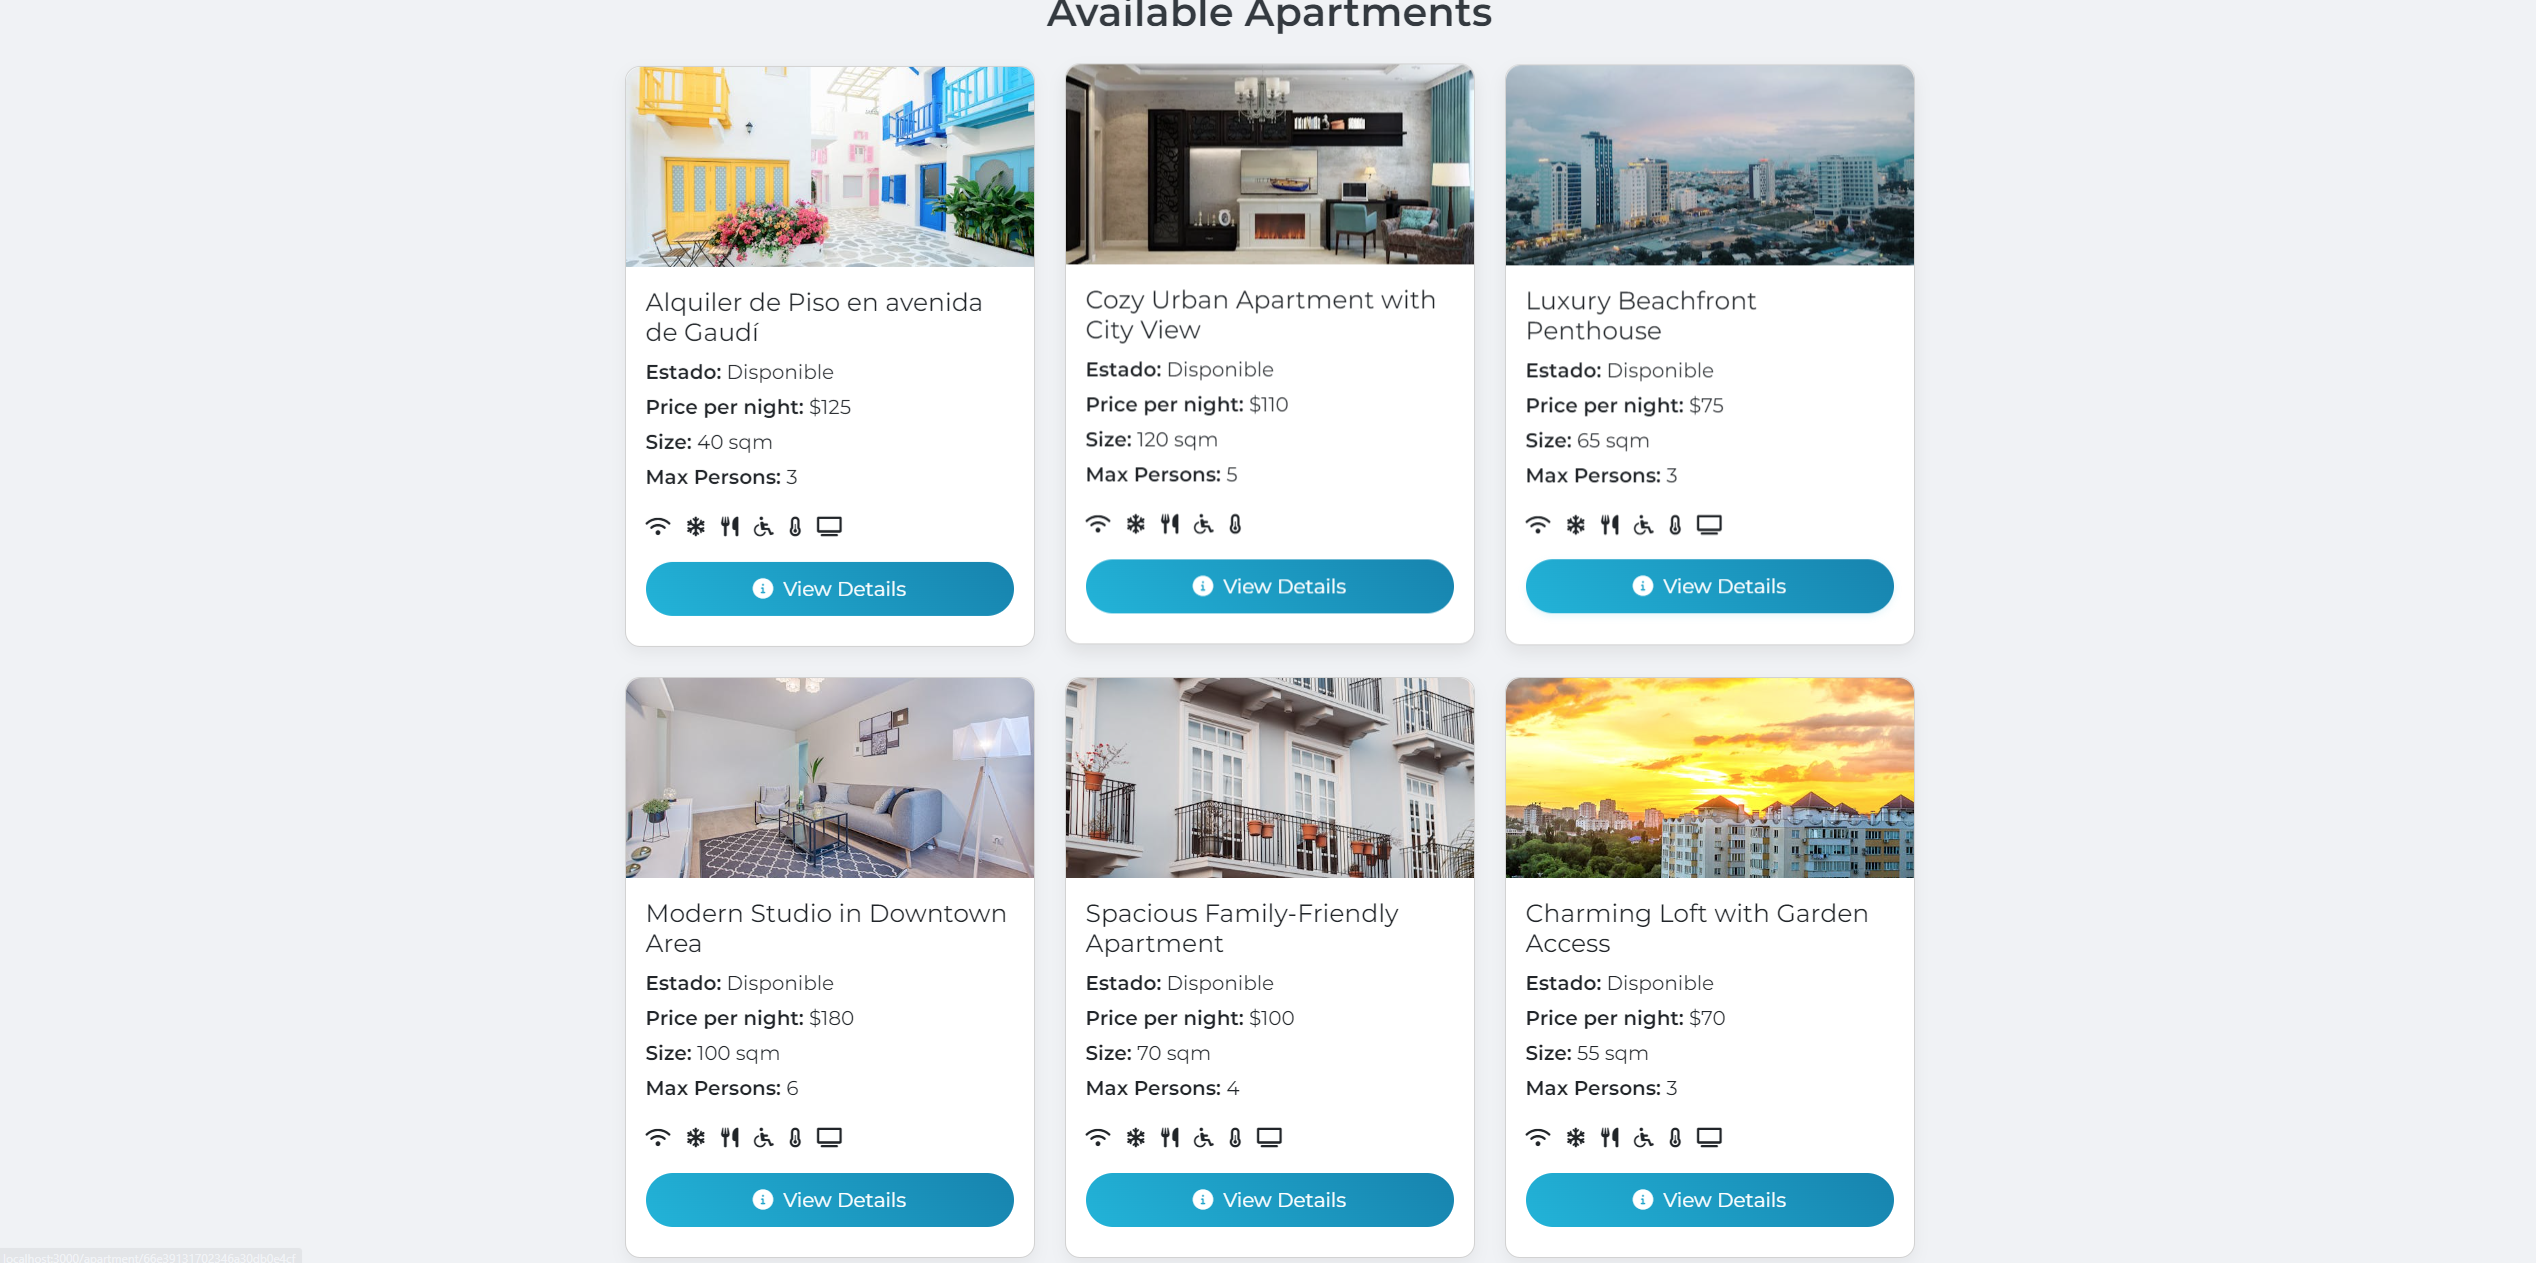 Available Apartments
Alquiler de Piso en avenida
de Gaudí
Estado: Disponible
Price per night: $125
Size: 40 sqm
Max Persons: 3
View Details
Cozy Urban Apartment with
City View
Estado: Disponible
Price per night: $110
Size: 120 sqm
Max Persons: 5
View Details
Luxury Beachfront
Penthouse
Estado: Disponible
Price per night: $75
Size: 65 sqm
Max Persons: 3
View Details
Modern Studio in Downtown
Area
Estado: Disponible
Price per night: $180
Size: 100 sqm
Max Persons: 6
View Details
Spacious Family-Friendly
Apartment
Estado: Disponible
Price per night: $100
Size: 70 sqm
Max Persons: 4
View Details
Charming Loft with Garden
Access
Estado: Disponible
Price per night: $70
Size: 55 sqm
Max Persons: 3
View Details